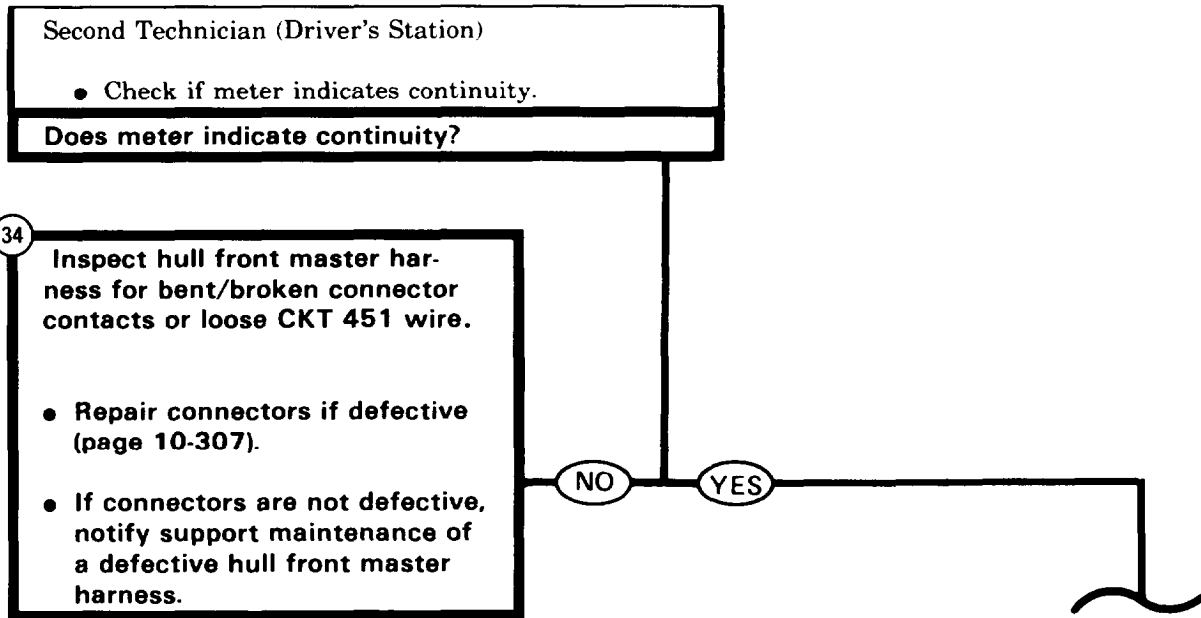 Second Technician (Driver's Station)
● Check if meter indicates continuity.
Does meter indicate continuity?
34
Inspect hull front master har-
ness for bent/broken connector
contacts or loose CKT 451 wire.
● Repair connectors if defective
(page 10-307).
● If connectors are not defective,
notify support maintenance of
a defective hull front master
harness.
NO
YES